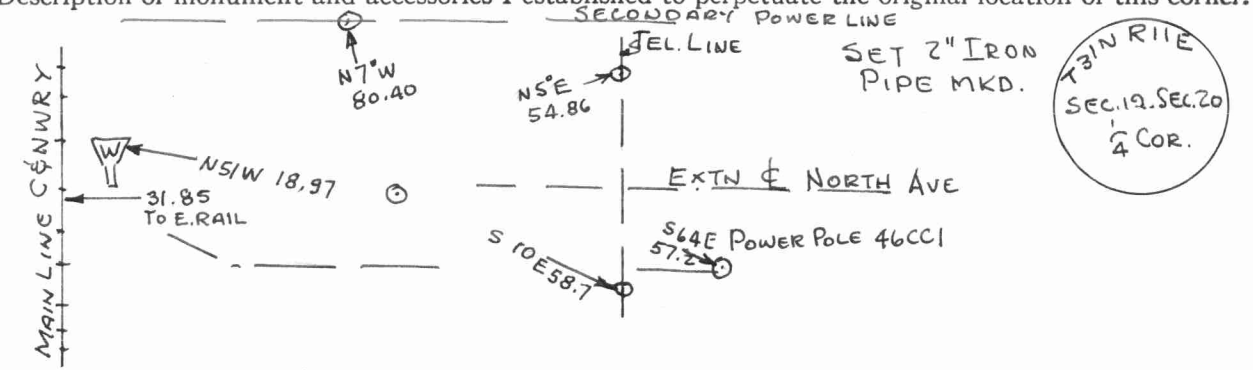 Description of monument and accessories I established to perpetuate the original location of this corner.
SECONDARY POWER LINE
TEL. LINE
N7°W
80.40
N5°E
54.86
SET 2" IRON
PIPE MKD.
T31N R11E
SEC.19.SEC.20
1/4 COR.
MAIN LINE C&NWRY
W
N51W 18.97
31.85
TO E.RAIL
EXTN ℄ NORTH AVE
S 10E 58.7
S64E POWER POLE 46CC1
57.2